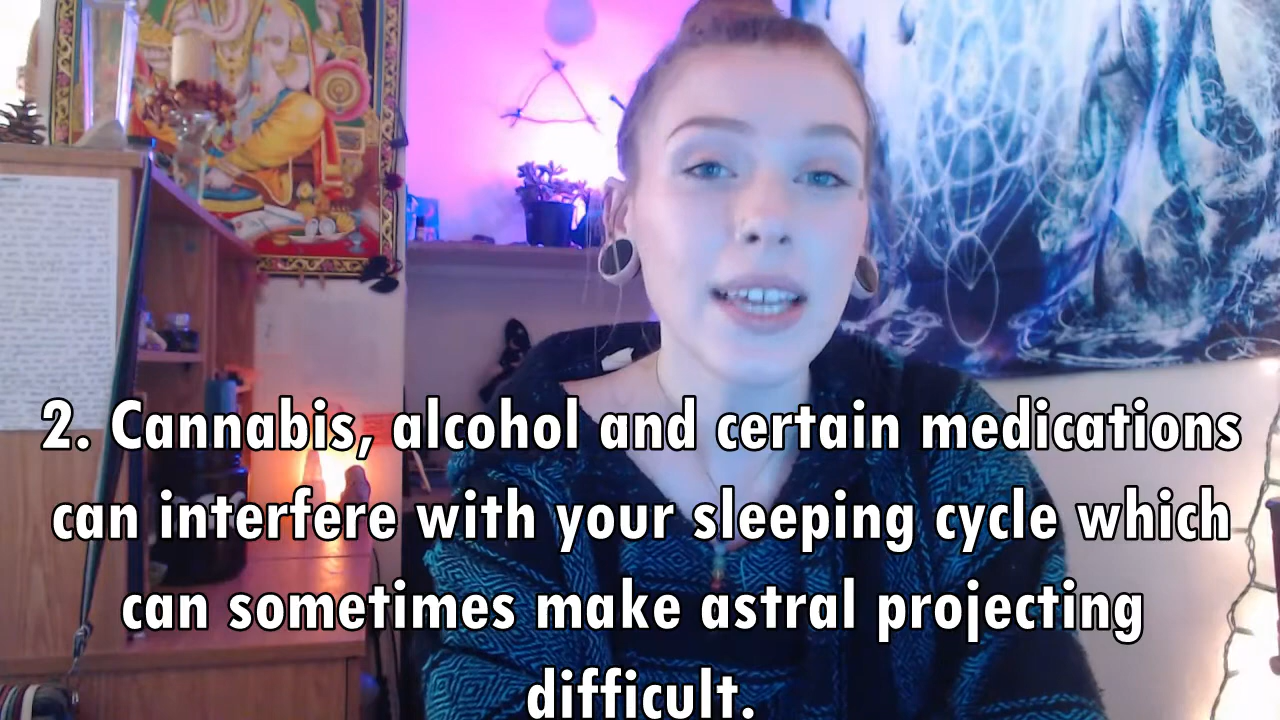 2. Cannabis, alcohol and certain medications
can interfere with your sleeping cycle which
can sometimes make astral projecting
difficult.